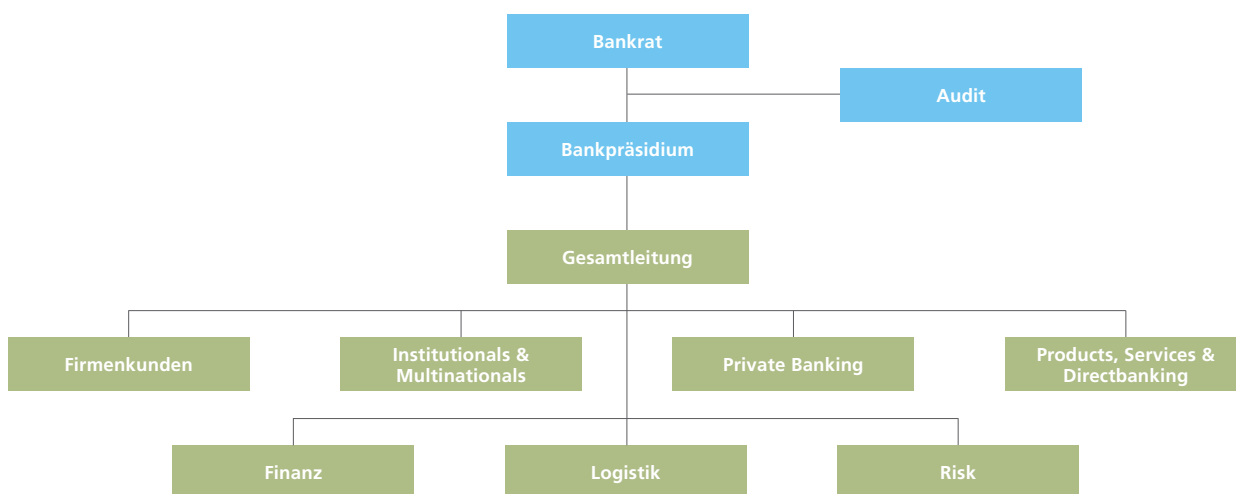 Bankrat
Audit
Bankpräsidium
Gesamtleitung
Firmenkunden
Institutionals &
Multinationals
Private Banking
Products, Services &
Directbanking
Finanz
Logistik
Risk